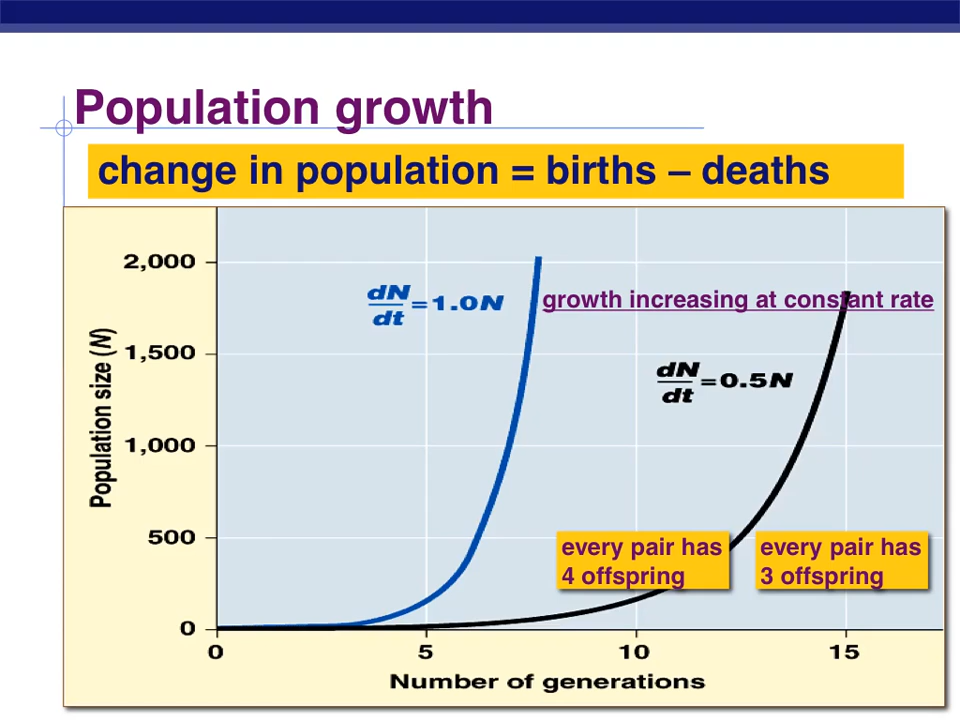 Population growth
change in population = births – deaths
2,000
1,500
1,000
500
0
Population size (N)
dN/dt = 1.0N
growth increasing at constant rate
dN/dt = 0.5N
every pair has
4 offspring
every pair has
3 offspring
0 5 10 15
Number of generations